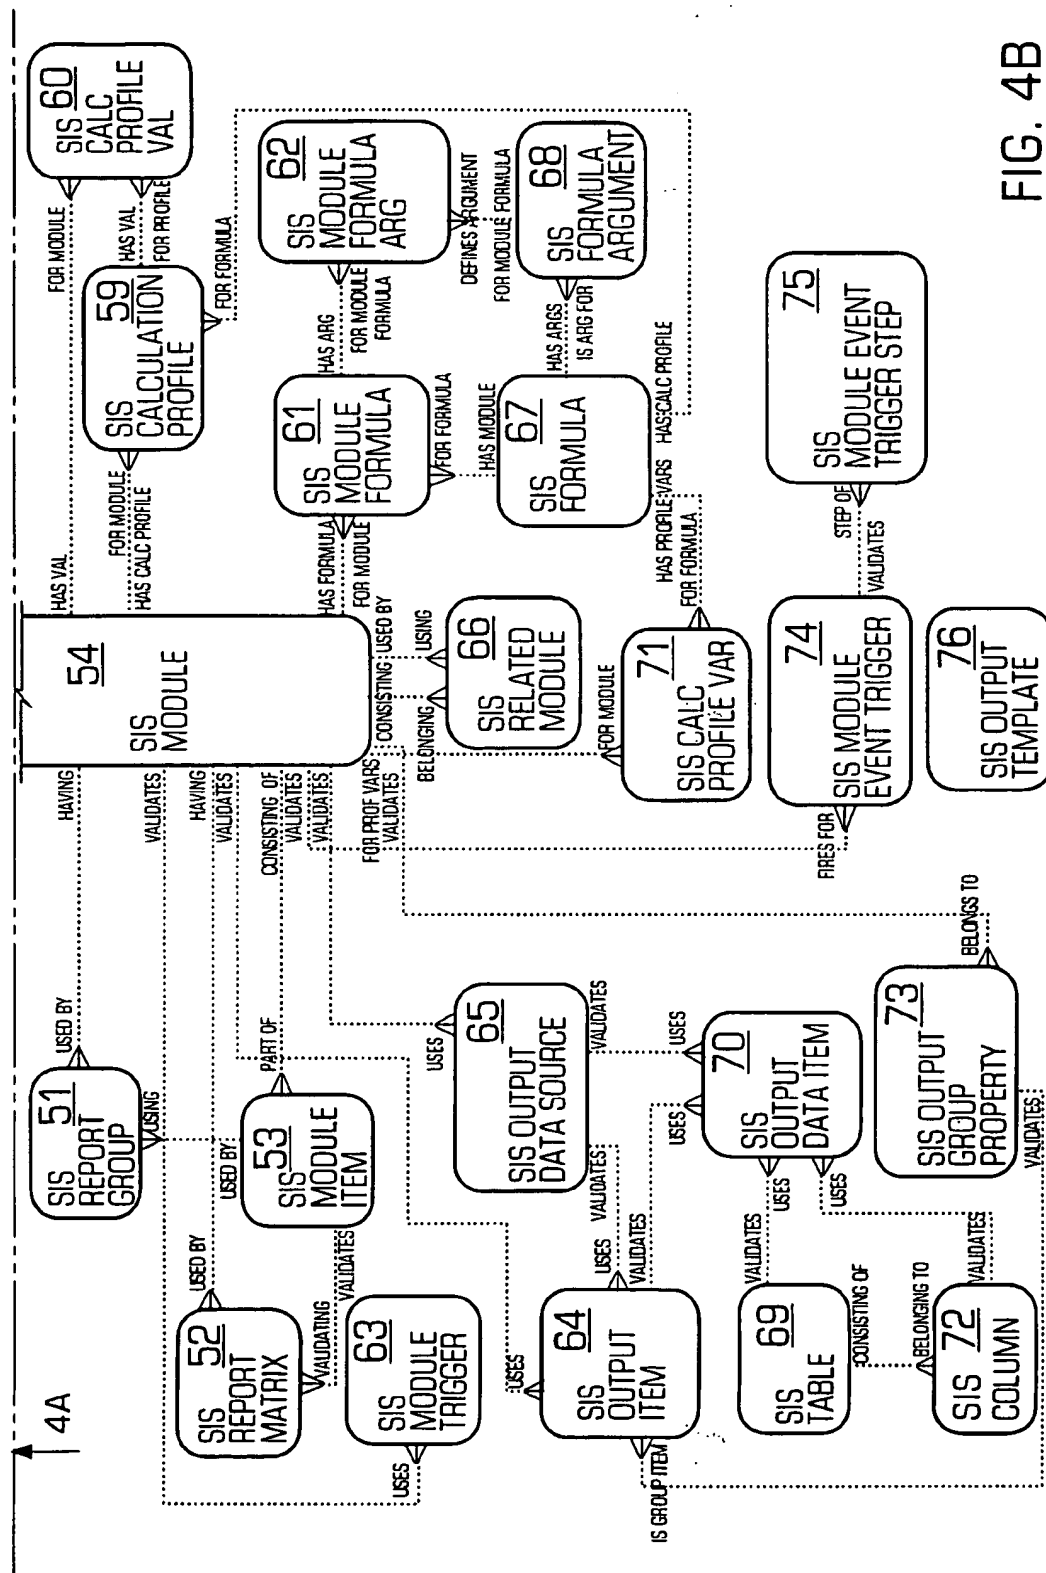 4A
SIS 51
REPORT
GROUP
USED BY
HAVING
SIS
MODULE
54
HAS VAL
FOR MODULE
SIS 60
CALC
PROFILE
VAL
USING
VALIDATES
FOR MODULE
HAS CALC PROFILE
SIS 59
CALCULATION
PROFILE
HAS VAL
FOR PROFILE
FOR FORMULA
SIS 52
REPORT
MATRIX
USED BY
HAVING
VALIDATES
USED BY
PART OF
CONSISTING OF
VALIDATES
VALIDATES
SIS 53
MODULE
ITEM
VALIDATING
VALIDATES
HAS FORMULA
FOR MODULE
SIS 61
MODULE
FORMULA
HAS ARG
FOR MODULE
FORMULA
SIS 62
MODULE
FORMULA
ARG
SIS 63
MODULE
TRIGGER
USES
FOR PROF VARS
VALIDATES
CONSISTING
USED BY
BELONGING
USING
FOR FORMULA
HAS MODULE
DEFINES ARGUMENT
FOR MODULE FORMULA
USES
SIS OUTPUT
DATA SOURCE
65
SIS
RELATED
MODULE
66
SIS
FORMULA
67
HAS ARGS
IS ARG FOR
SIS 68
FORMULA
ARGUMENT
USES
SIS
OUTPUT
ITEM
64
USES
VALIDATES
VALIDATES
USES
VALIDATES
USES
FOR MODULE
HAS PROFILE VARS
FOR FORMULA
HAS CALC PROFILE
IS GROUP ITEM
SIS CALC
PROFILE VAR
71
SIS
OUTPUT
DATA ITEM
70
VALIDATES
USES
SIS
TABLE
69
USES
CONSISTING OF
BELONGING TO
VALIDATES
FIRES FOR
SIS MODULE
EVENT TRIGGER
74
STEP OF
VALIDATES
SIS
MODULE EVENT
TRIGGER STEP
75
SIS
COLUMN
72
SIS OUTPUT
GROUP
PROPERTY
73
BELONGS TO
VALIDATES
SIS OUTPUT
TEMPLATE
76
FIG. 4B